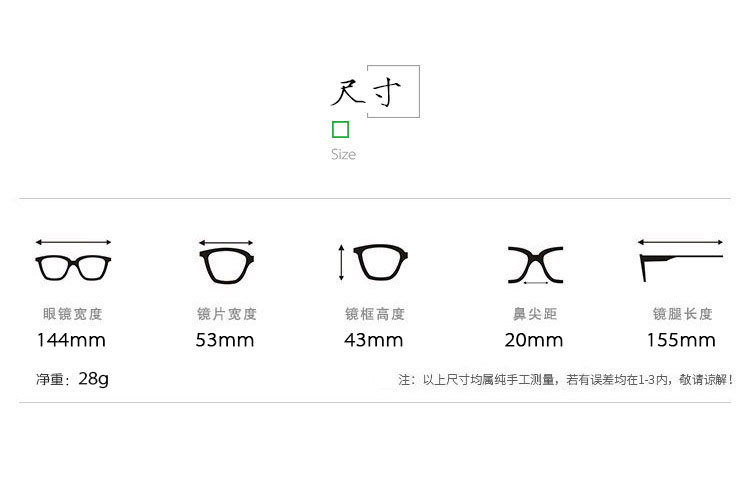 尺寸
Size
眼镜宽度 镜片宽度 镜框高度 鼻尖距 镜腿长度
144mm 53mm 43mm 20mm 155mm
净重：28g
注：以上尺寸均属纯手工测量，若有误差均在1-3内，敬请谅解！